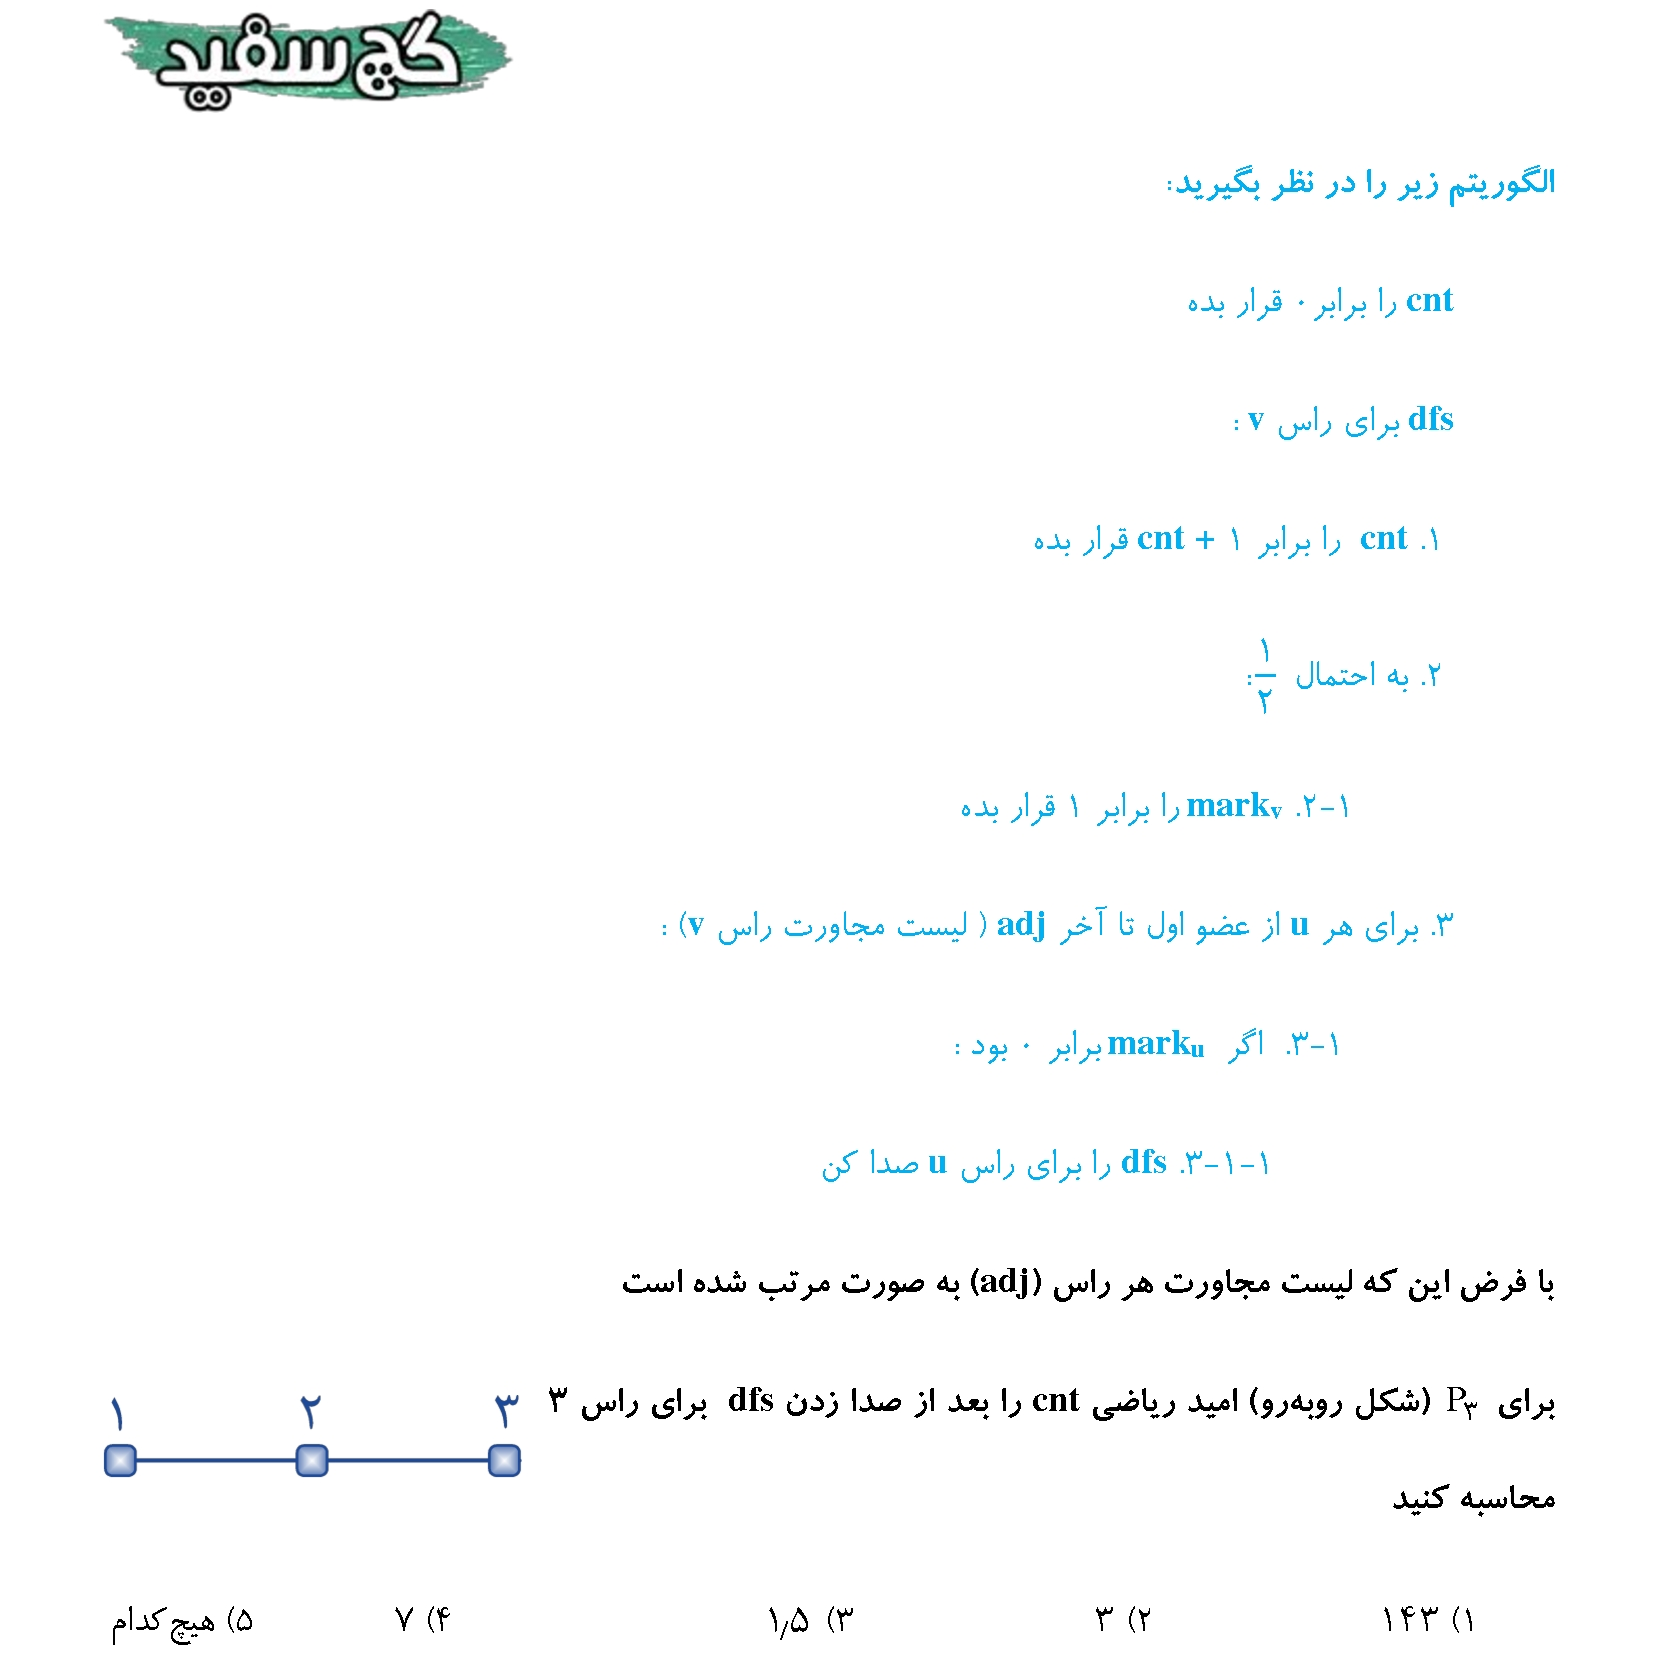 گچ سفید
الگوریتم زیر را در نظر بگیرید:
cnt را برابر ۰ قرار بده
dfs برای راس v :
۱. cnt را برابر cnt + ۱ قرار بده
۲. به احتمال ۱/۲:
۲-۱. markᵥ را برابر ۱ قرار بده
۳. برای هر u از عضو اول تا آخر adj ( لیست مجاورت راس v) :
۳-۱. اگر markᵤ برابر ۰ بود :
۳-۱-۱. dfs را برای راس u صدا کن
با فرض این که لیست مجاورت هر راس (adj) به صورت مرتب شده است
برای P₃ (شکل روبه‌رو) امید ریاضی cnt را بعد از صدا زدن dfs برای راس ۳
محاسبه کنید
۱ ۲ ۳
۱) ۱۴۳ ۲) ۳ ۳) ۱٫۵ ۴) ۷ ۵) هیچ‌کدام